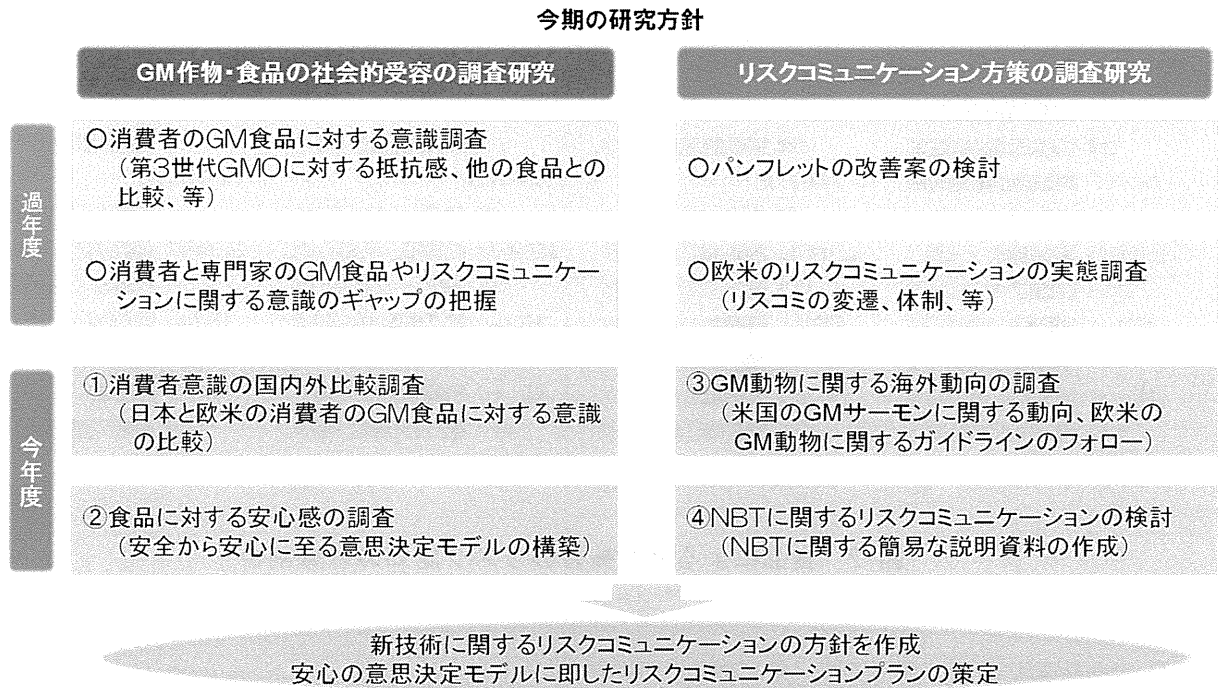 今期の研究方針
GM作物・食品の社会的受容の調査研究
リスクコミュニケーション方策の調査研究
過年度
〇消費者のGM食品に対する意識調査
(第3世代GMOに対する抵抗感、他の食品との
比較、等)
〇パンフレットの改善案の検討
〇消費者と専門家のGM食品やリスクコミュニケー
ションに関する意識のギャップの把握
〇欧米のリスクコミュニケーションの実態調査
(リスコミの変遷、体制、等)
今年度
①消費者意識の国内外比較調査
(日本と欧米の消費者のGM食品に対する意識
の比較)
③GM動物に関する海外動向の調査
(米国のGMサーモンに関する動向、欧米の
GM動物に関するガイドラインのフォロー)
②食品に対する安心感の調査
(安全から安心に至る意思決定モデルの構築)
④NBTに関するリスクコミュニケーションの検討
(NBTに関する簡易な説明資料の作成)
新技術に関するリスクコミュニケーションの方針を作成
安心の意思決定モデルに即したリスクコミュニケーションプランの策定